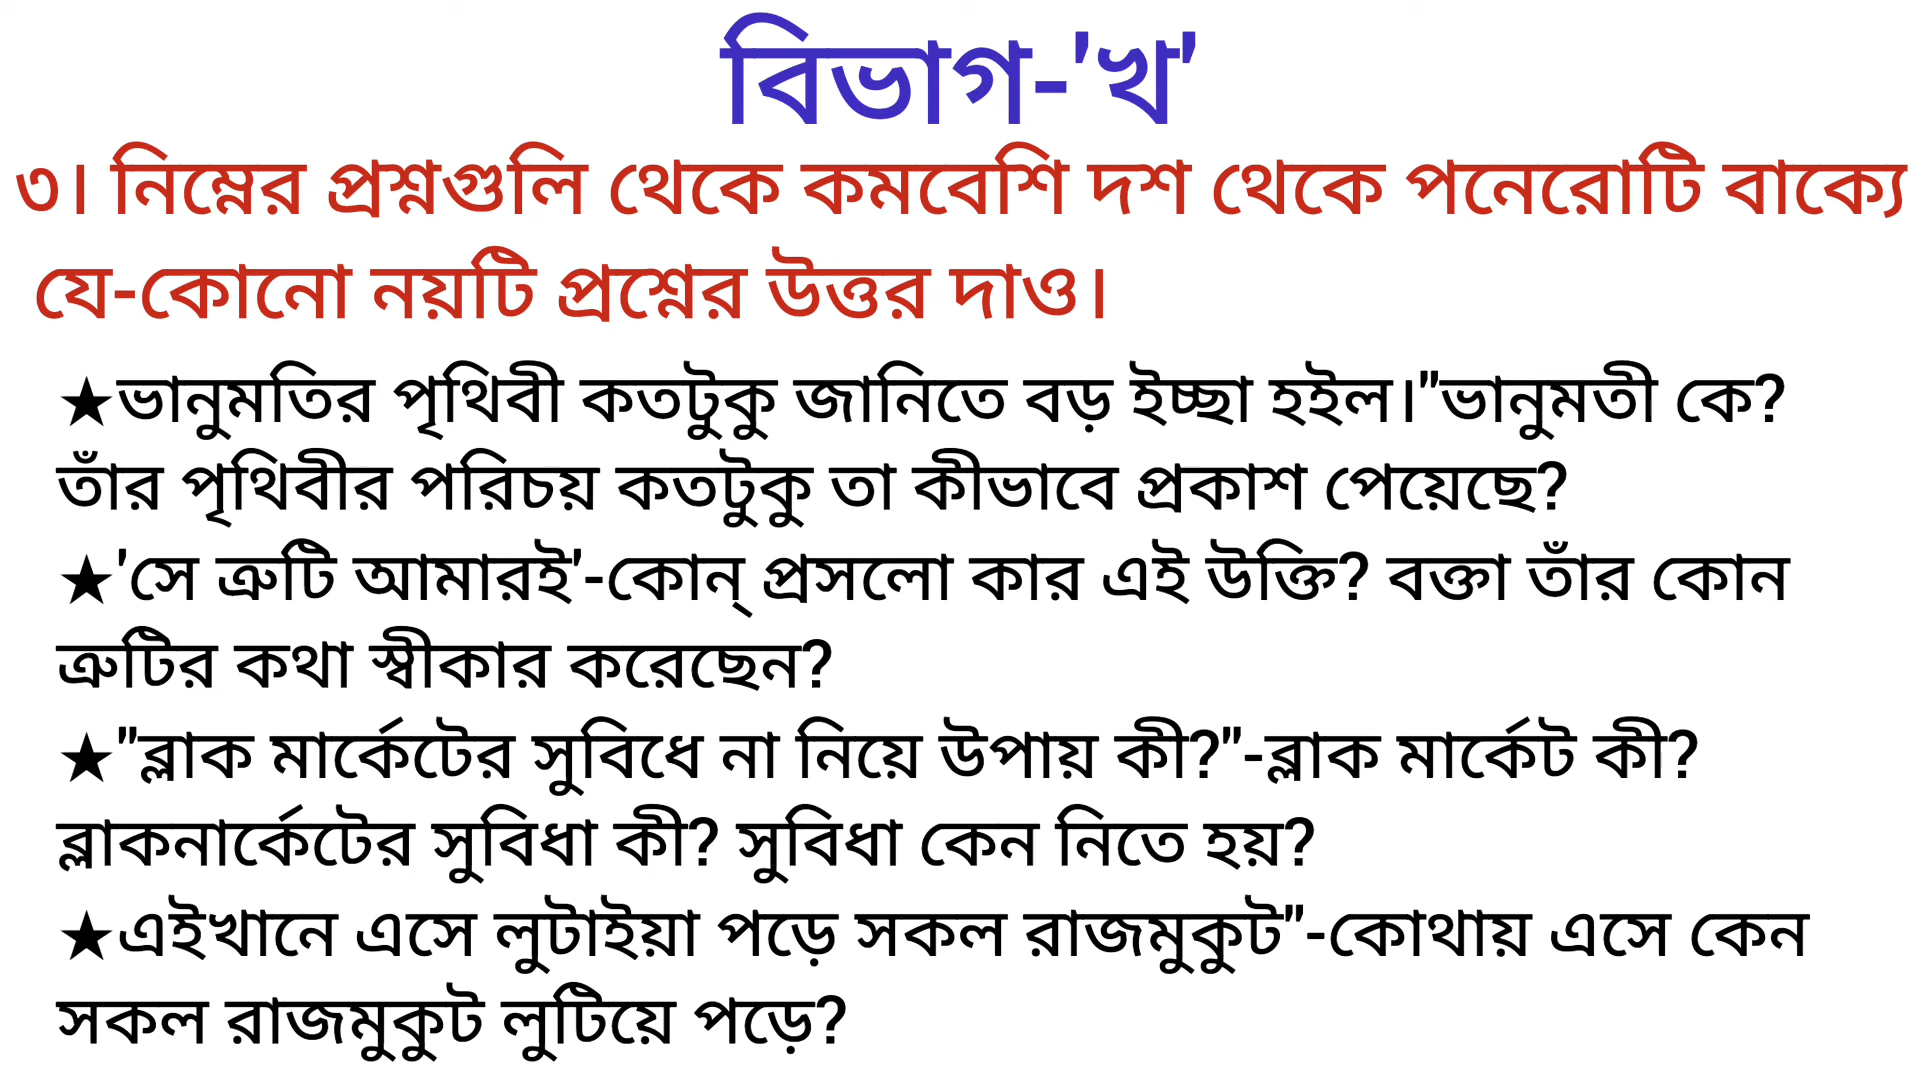 বিভাগ-'খ'
৩। নিম্নের প্রশ্নগুলি থেকে কমবেশি দশ থেকে পনেরোটি বাক্যে
যে-কোনো নয়টি প্রশ্নের উত্তর দাও।
★ভানুমতির পৃথিবী কতটুকু জানিতে বড় ইচ্ছা হইল।"ভানুমতী কে?
তাঁর পৃথিবীর পরিচয় কতটুকু তা কীভাবে প্রকাশ পেয়েছে?
★'সে ত্রুটি আমারই'-কোন্ প্রসলো কার এই উক্তি? বক্তা তাঁর কোন
ত্রুটির কথা স্বীকার করেছেন?
★"ব্লাক মার্কেটের সুবিধে না নিয়ে উপায় কী?"-ব্লাক মার্কেট কী?
ব্লাকনার্কেটের সুবিধা কী? সুবিধা কেন নিতে হয়?
★এইখানে এসে লুটাইয়া পড়ে সকল রাজমুকুট"-কোথায় এসে কেন
সকল রাজমুকুট লুটিয়ে পড়ে?